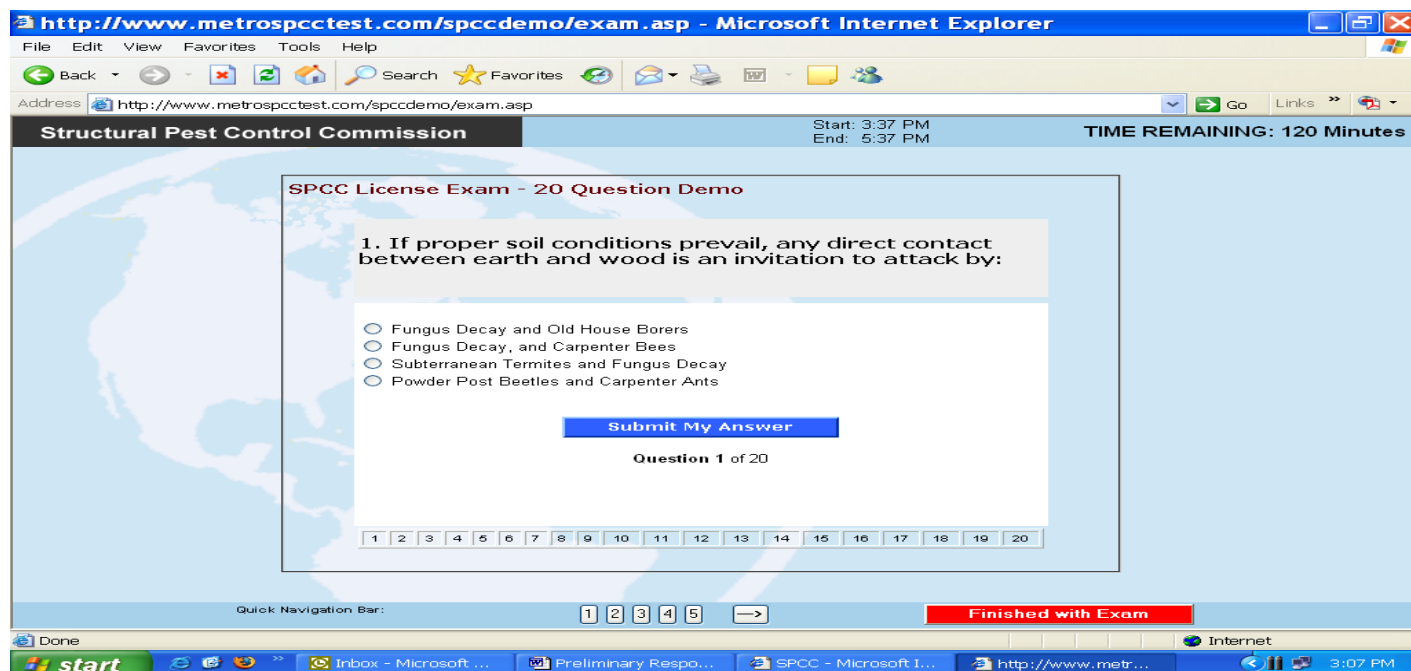 http://www.metrospcctest.com/spccdemo/exam.asp - Microsoft Internet Explorer
File Edit View Favorites Tools Help
Back Search Favorites
Address http://www.metrospcctest.com/spccdemo/exam.asp Go Links »
Structural Pest Control Commission
Start: 3:37 PM
End: 5:37 PM
TIME REMAINING: 120 Minutes
SPCC License Exam - 20 Question Demo
1. If proper soil conditions prevail, any direct contact
between earth and wood is an invitation to attack by:
Fungus Decay and Old House Borers
Fungus Decay, and Carpenter Bees
Subterranean Termites and Fungus Decay
Powder Post Beetles and Carpenter Ants
Submit My Answer
Question 1 of 20
1 2 3 4 5 6 7 8 9 10 11 12 13 14 15 16 17 18 19 20
Quick Navigation Bar: 1 2 3 4 5 —> Finished with Exam
Done Internet
start » Inbox - Microsoft ... Preliminary Respo... SPCC - Microsoft I... http://www.metr... 3:07 PM